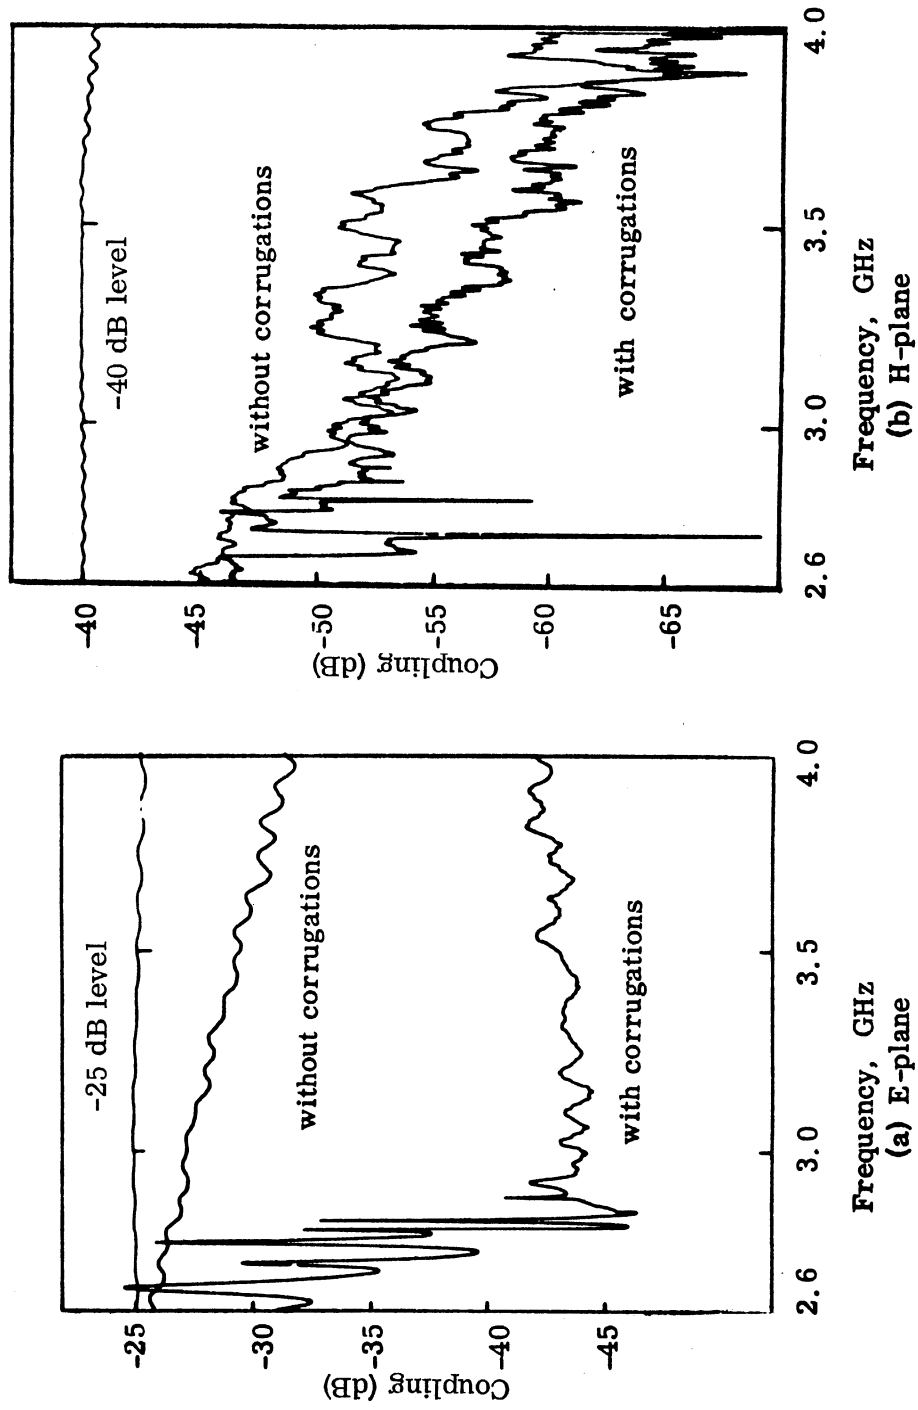 -25
-30
-35
-40
-45
Coupling (dB)
-25 dB level
without corrugations
with corrugations
2.6
3.0
3.5
4.0
Frequency, GHz
(a) E-plane
-40
-45
-50
-55
-60
-65
Coupling (dB)
-40 dB level
without corrugations
with corrugations
2.6
3.0
3.5
4.0
Frequency, GHz
(b) H-plane